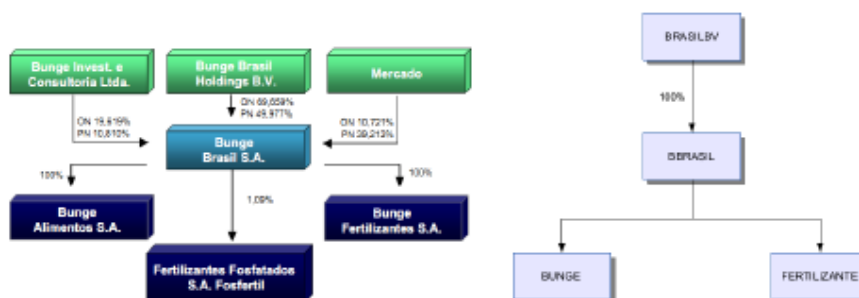 Bunge Invest. e
Consultoria Ltda.
Bunge Brasil
Holdings B.V.
Mercado
ON 19,619%
PN 10,810%
ON 69,659%
PN 49,977%
ON 10,721%
PN 39,213%
Bunge
Brasil S.A.
100%
1,09%
100%
Bunge
Alimentos S.A.
Bunge
Fertilizantes S.A.
Fertilizantes Fosfatados
S.A. Fosfertil
BRASILBV
100%
BBRASIL
BUNGE
FERTILIZANTE